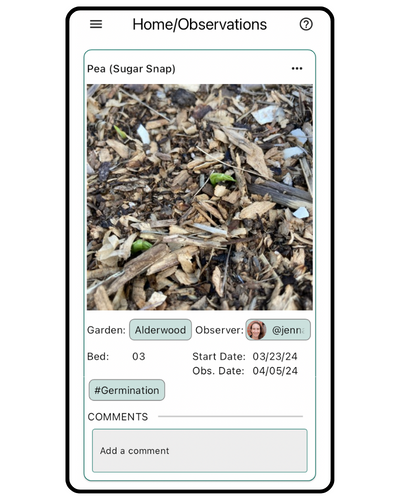 Home/Observations
Pea (Sugar Snap)
Garden: Alderwood Observer: @jenn
Bed: 03 Start Date: 03/23/24
Obs. Date: 04/05/24
#Germination
COMMENTS
Add a comment